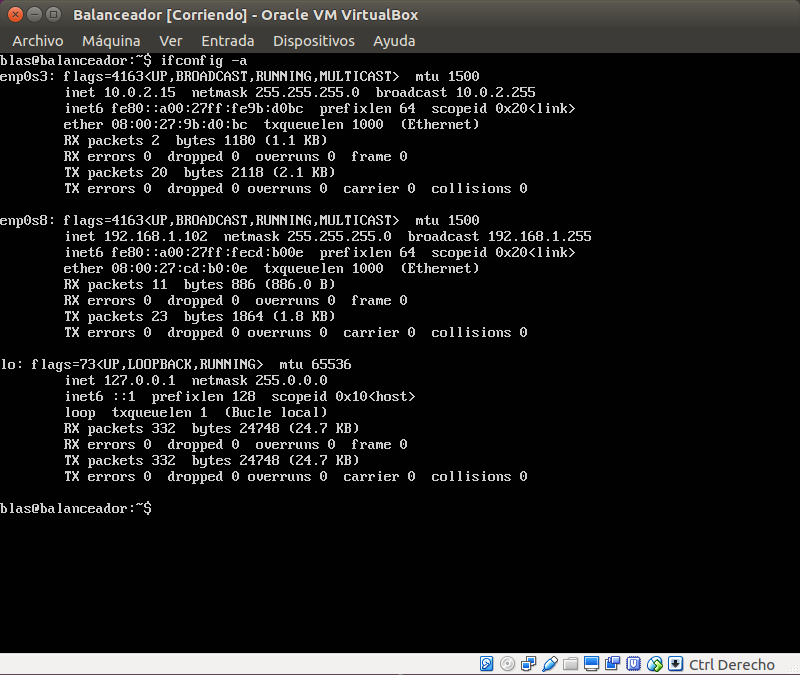 Balanceador [Corriendo] - Oracle VM VirtualBox
Archivo Máquina Ver Entrada Dispositivos Ayuda
blas@balanceador:~$ ifconfig -a
enp0s3: flags=4163<UP,BROADCAST,RUNNING,MULTICAST>  mtu 1500
        inet 10.0.2.15  netmask 255.255.255.0  broadcast 10.0.2.255
        inet6 fe80::a00:27ff:fe9b:d0bc  prefixlen 64  scopeid 0x20<link>
        ether 08:00:27:9b:d0:bc  txqueuelen 1000  (Ethernet)
        RX packets 2  bytes 1180 (1.1 KB)
        RX errors 0  dropped 0  overruns 0  frame 0
        TX packets 20  bytes 2118 (2.1 KB)
        TX errors 0  dropped 0 overruns 0  carrier 0  collisions 0
enp0s8: flags=4163<UP,BROADCAST,RUNNING,MULTICAST>  mtu 1500
        inet 192.168.1.102  netmask 255.255.255.0  broadcast 192.168.1.255
        inet6 fe80::a00:27ff:fecd:b00e  prefixlen 64  scopeid 0x20<link>
        ether 08:00:27:cd:b0:0e  txqueuelen 1000  (Ethernet)
        RX packets 11  bytes 886 (886.0 B)
        RX errors 0  dropped 0  overruns 0  frame 0
        TX packets 23  bytes 1864 (1.8 KB)
        TX errors 0  dropped 0 overruns 0  carrier 0  collisions 0
lo: flags=73<UP,LOOPBACK,RUNNING>  mtu 65536
        inet 127.0.0.1  netmask 255.0.0.0
        inet6 ::1  prefixlen 128  scopeid 0x10<host>
        loop  txqueuelen 1  (Bucle local)
        RX packets 332  bytes 24748 (24.7 KB)
        RX errors 0  dropped 0  overruns 0  frame 0
        TX packets 332  bytes 24748 (24.7 KB)
        TX errors 0  dropped 0 overruns 0  carrier 0  collisions 0
blas@balanceador:~$
Ctrl Derecho